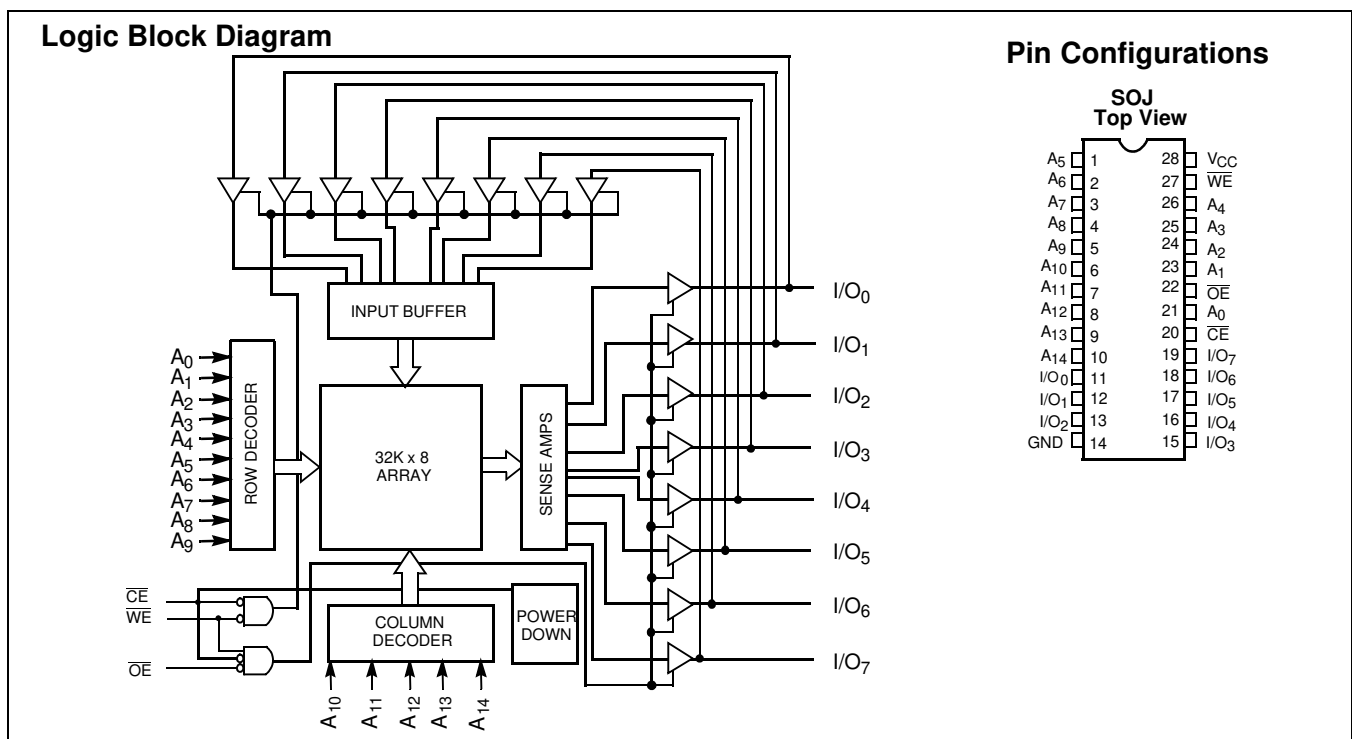 Logic Block Diagram
INPUT BUFFER
A0
A1
A2
A3
A4
A5
A6
A7
A8
A9
ROW DECODER
32K x 8
ARRAY
SENSE AMPS
I/O0
I/O1
I/O2
I/O3
I/O4
I/O5
I/O6
I/O7
CE
WE
OE
COLUMN
DECODER
POWER
DOWN
A10
A11
A12
A13
A14
Pin Configurations
SOJ
Top View
A5 1 28 VCC
A6 2 27 WE
A7 3 26 A4
A8 4 25 A3
A9 5 24 A2
A10 6 23 A1
A11 7 22 OE
A12 8 21 A0
A13 9 20 CE
A14 10 19 I/O7
I/O0 11 18 I/O6
I/O1 12 17 I/O5
I/O2 13 16 I/O4
GND 14 15 I/O3